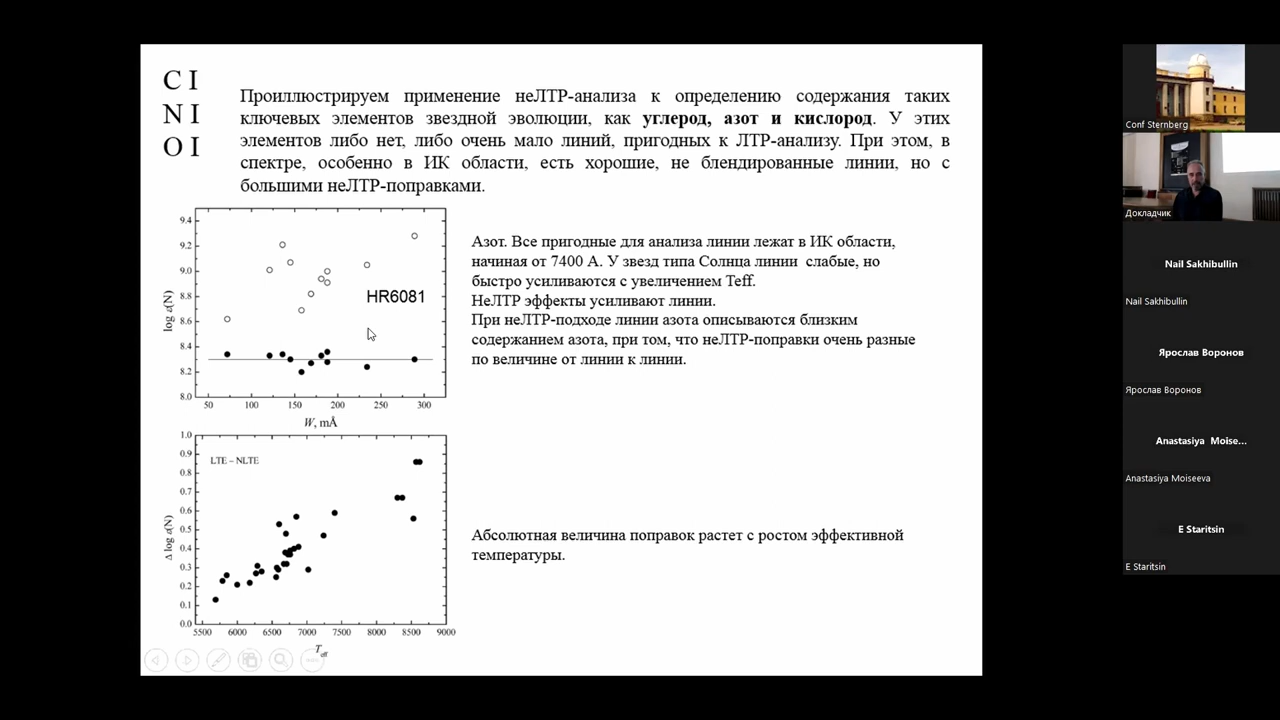 C I
N I
O I
Проиллюстрируем применение неЛТР-анализа к определению содержания таких
ключевых элементов звездной эволюции, как углерод, азот и кислород. У этих
элементов либо нет, либо очень мало линий, пригодных к ЛТР-анализу. При этом, в
спектре, особенно в ИК области, есть хорошие, не блендированные линии, но с
большими неЛТР-поправками.
9.4
9.2
9.0
8.8
8.6
8.4
8.2
8.0
log ε(N)
HR6081
50 100 150 200 250 300
W, mÅ
Азот. Все пригодные для анализа линии лежат в ИК области,
начиная от 7400 А. У звезд типа Солнца линии слабые, но
быстро усиливаются с увеличением Teff.
НеЛТР эффекты усиливают линии.
При неЛТР-подходе линии азота описываются близким
содержанием азота, при том, что неЛТР-поправки очень разные
по величине от линии к линии.
1.0
0.9
0.8
0.7
0.6
0.5
0.4
0.3
0.2
0.1
0.0
Δ log ε(N)
LTE – NLTE
5500 6000 6500 7000 7500 8000 8500 9000
Teff
Абсолютная величина поправок растет с ростом эффективной
температуры.
Conf Sternberg
Докладчик
Nail Sakhibullin
Nail Sakhibullin
Ярослав Воронов
Ярослав Воронов
Anastasiya Moise...
Anastasiya Moiseeva
E Staritsin
E Staritsin